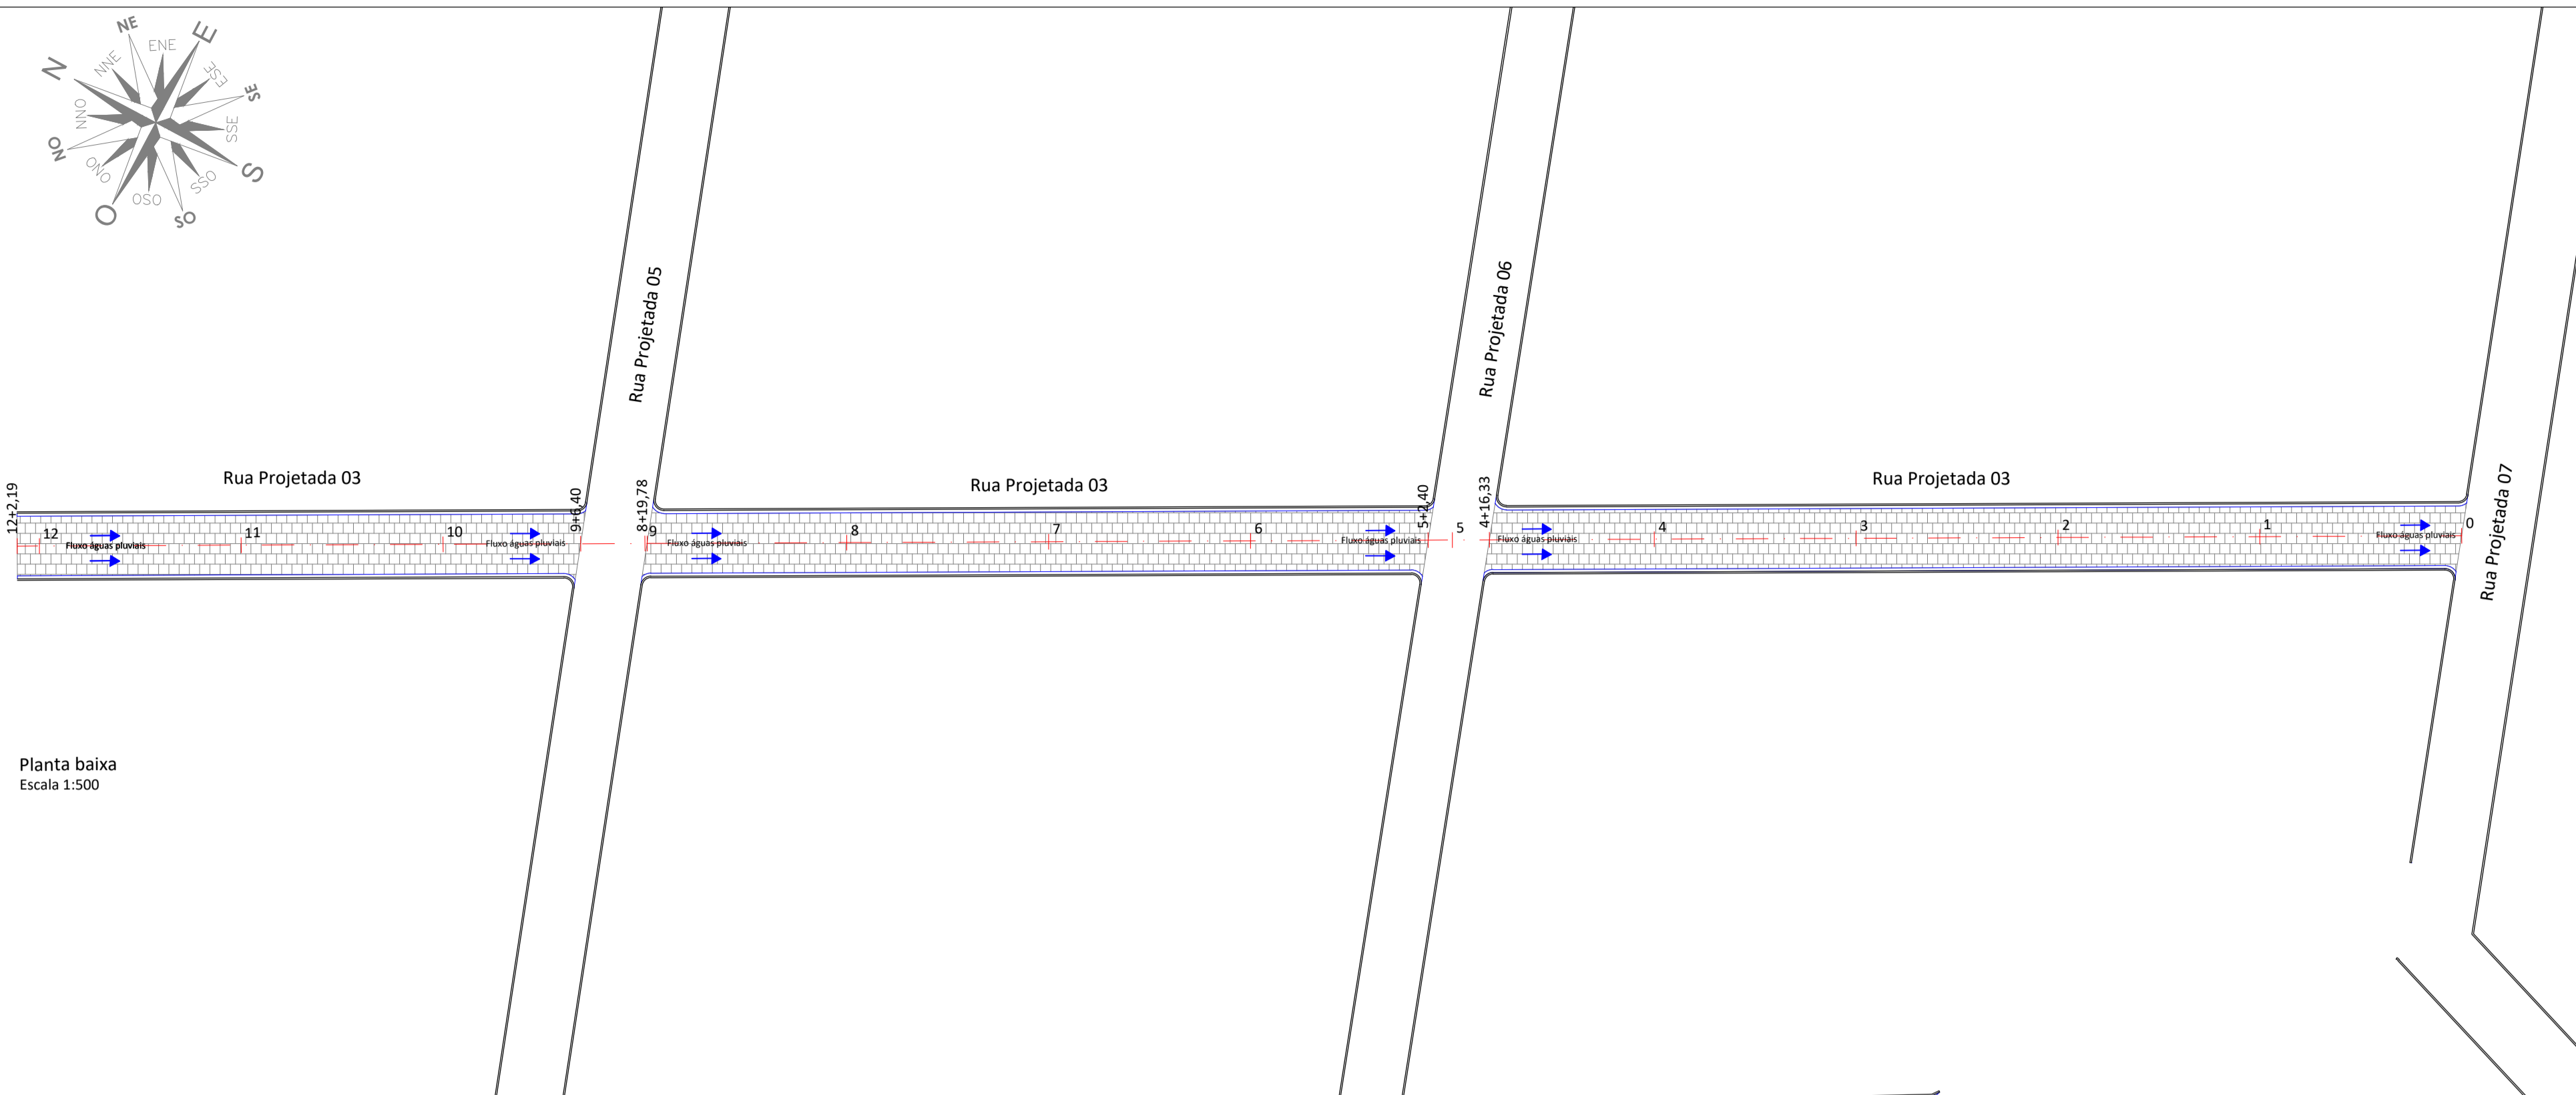 NE
E
ENE
NNE
ESE
N
SE
NNO
SSE
NO
ONO
S
SSO
OSO
O
SO
Rua Projetada 05
Rua Projetada 06
Rua Projetada 07
Rua Projetada 03
Rua Projetada 03
Rua Projetada 03
12+2,19
9+6,40
8+19,78
5+2,40
4+16,33
12
11
10
9
8
7
6
5
4
3
2
1
0
Fluxo águas pluviais
Fluxo águas pluviais
Fluxo águas pluviais
Fluxo águas pluviais
Fluxo águas pluviais
Fluxo águas pluviais
Planta baixa
Escala 1:500